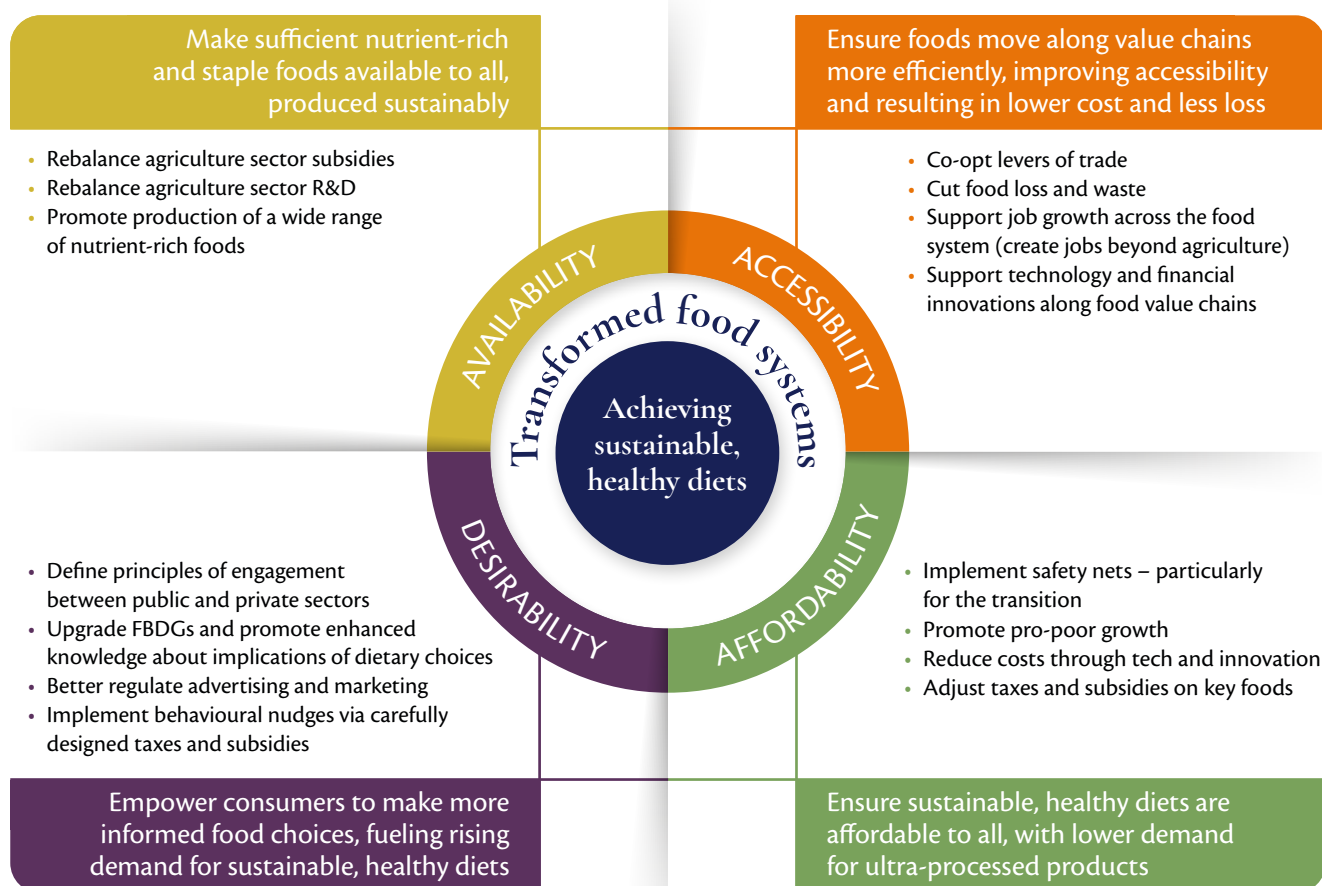 Make sufficient nutrient-rich
and staple foods available to all,
produced sustainably
• Rebalance agriculture sector subsidies
• Rebalance agriculture sector R&D
• Promote production of a wide range
of nutrient-rich foods
Ensure foods move along value chains
more efficiently, improving accessibility
and resulting in lower cost and less loss
• Co-opt levers of trade
• Cut food loss and waste
• Support job growth across the food
system (create jobs beyond agriculture)
• Support technology and financial
innovations along food value chains
AVAILABILITY
ACCESSIBILITY
Transformed food systems
Achieving
sustainable,
healthy diets
DESIRABILITY
AFFORDABILITY
• Define principles of engagement
between public and private sectors
• Upgrade FBDGs and promote enhanced
knowledge about implications of dietary choices
• Better regulate advertising and marketing
• Implement behavioural nudges via carefully
designed taxes and subsidies
Empower consumers to make more
informed food choices, fueling rising
demand for sustainable, healthy diets
• Implement safety nets – particularly
for the transition
• Promote pro-poor growth
• Reduce costs through tech and innovation
• Adjust taxes and subsidies on key foods
Ensure sustainable, healthy diets are
affordable to all, with lower demand
for ultra-processed products